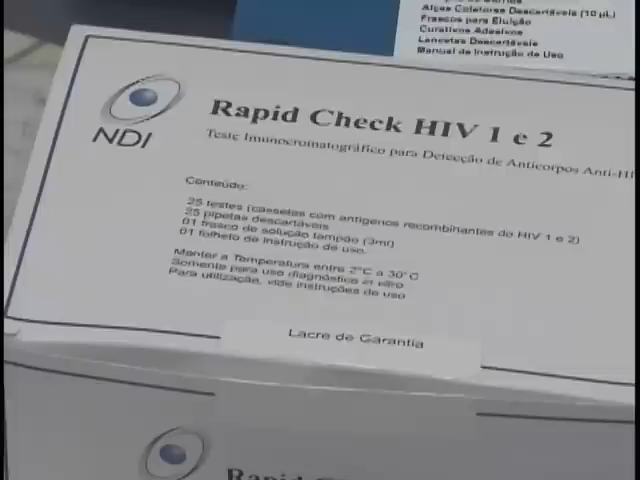 Alças Coletoras Descartáveis (10 µL)
Frascos para Eluição
Curativos Adesivos
Lancetas Descartáveis
Manual de Instrução de Uso
NDI
Rapid Check HIV 1 e 2
Teste Imunocromatográfico para Detecção de Anticorpos Anti-HI
Conteúdo:
25 testes (cassetes com antígenos recombinantes do HIV 1 e 2)
25 pipetas descartáveis
01 frasco de solução tampão (3ml)
01 folheto de instrução de uso.
Manter a Temperatura entre 2°C a 30°C
Somente para uso diagnóstico in vitro
Para utilização, vide instruções de uso
Lacre de Garantia
Rapid